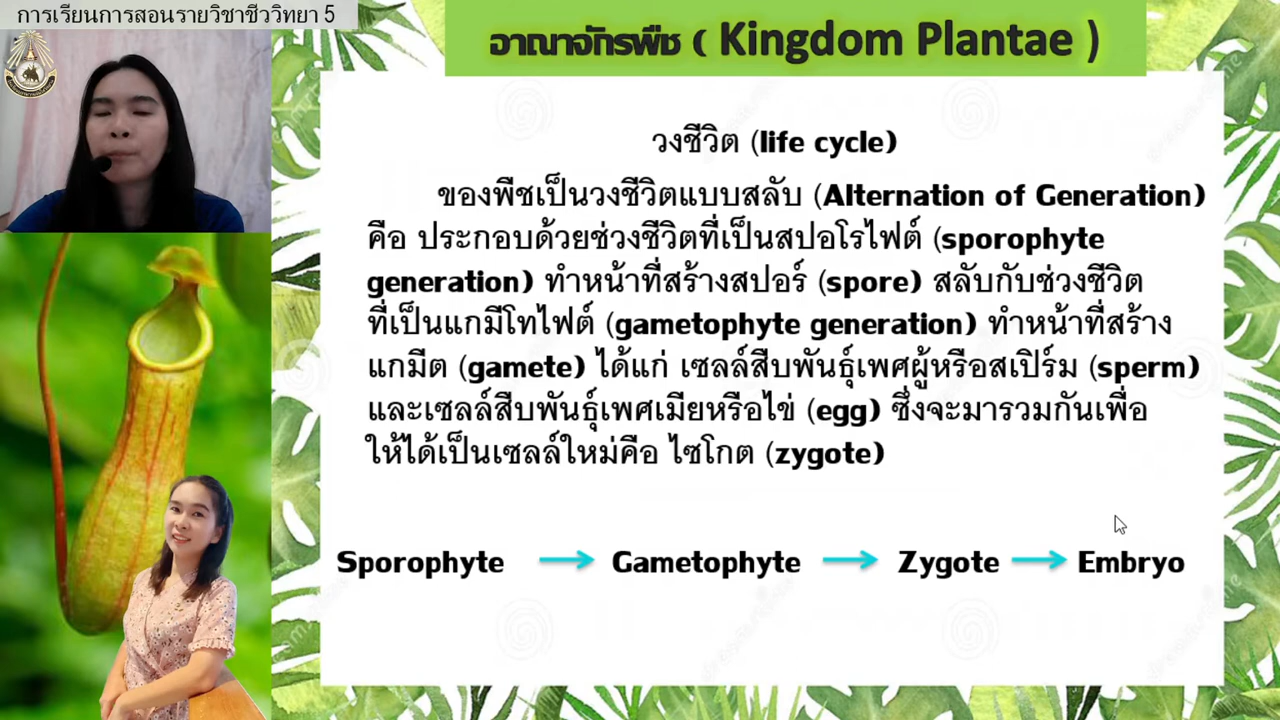 การเรียนการสอนรายวิชาชีววิทยา 5
อาณาจักรพืช ( Kingdom Plantae )
วงชีวิต (life cycle)
ของพืชเป็นวงชีวิตแบบสลับ (Alternation of Generation)
คือ ประกอบด้วยช่วงชีวิตที่เป็นสปอโรไฟต์ (sporophyte
generation) ทำหน้าที่สร้างสปอร์ (spore) สลับกับช่วงชีวิต
ที่เป็นแกมีโทไฟต์ (gametophyte generation) ทำหน้าที่สร้าง
แกมีต (gamete) ได้แก่ เซลล์สืบพันธุ์เพศผู้หรือสเปิร์ม (sperm)
และเซลล์สืบพันธุ์เพศเมียหรือไข่ (egg) ซึ่งจะมารวมกันเพื่อ
ให้ได้เป็นเซลล์ใหม่คือ ไซโกต (zygote)
Sporophyte → Gametophyte → Zygote → Embryo